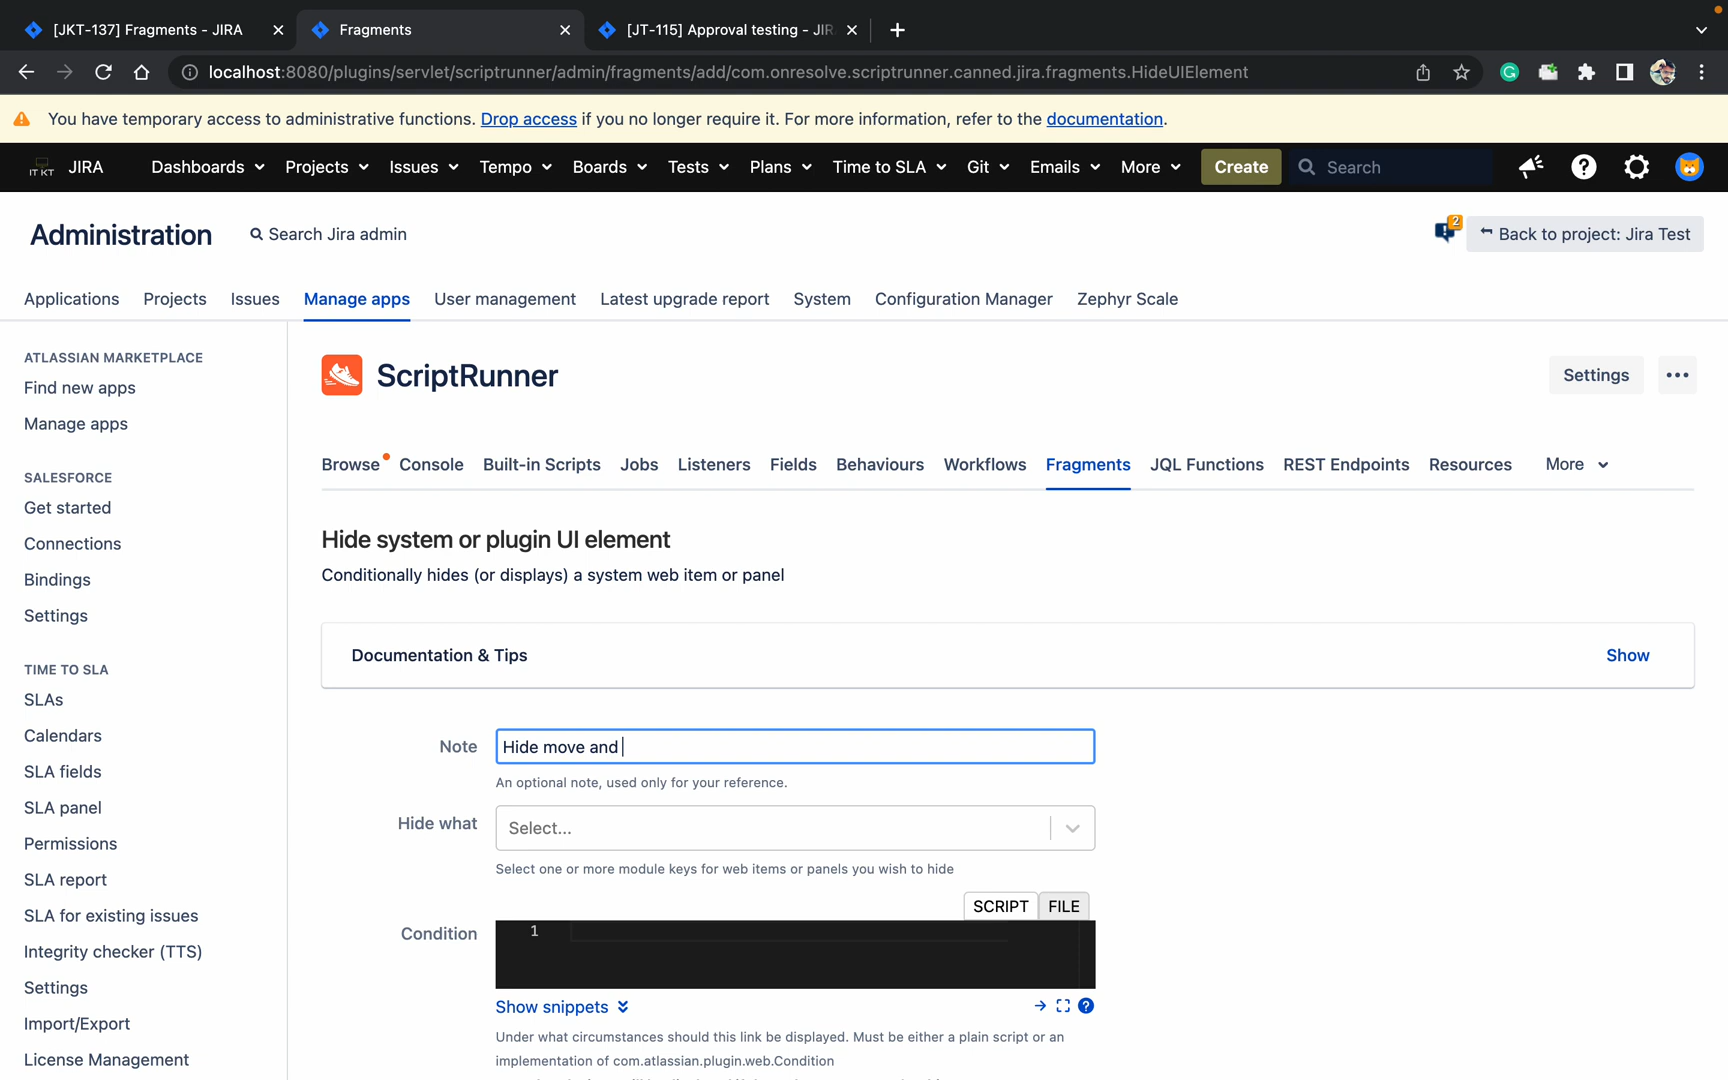 [JKT-137] Fragments - JIRA
Fragments
[JT-115] Approval testing - JIR
localhost:8080/plugins/servlet/scriptrunner/admin/fragments/add/com.onresolve.scriptrunner.canned.jira.fragments.HideUIElement
You have temporary access to administrative functions. Drop access if you no longer require it. For more information, refer to the documentation.
IT KT JIRA Dashboards Projects Issues Tempo Boards Tests Plans Time to SLA Git Emails More Create Search
Administration Search Jira admin 2 Back to project: Jira Test
Applications Projects Issues Manage apps User management Latest upgrade report System Configuration Manager Zephyr Scale
ATLASSIAN MARKETPLACE
Find new apps
Manage apps
SALESFORCE
Get started
Connections
Bindings
Settings
TIME TO SLA
SLAs
Calendars
SLA fields
SLA panel
Permissions
SLA report
SLA for existing issues
Integrity checker (TTS)
Settings
Import/Export
License Management
ScriptRunner
Settings
Browse Console Built-in Scripts Jobs Listeners Fields Behaviours Workflows Fragments JQL Functions REST Endpoints Resources More
Hide system or plugin UI element
Conditionally hides (or displays) a system web item or panel
Documentation & Tips Show
Note Hide move and
An optional note, used only for your reference.
Hide what Select...
Select one or more module keys for web items or panels you wish to hide
SCRIPT FILE
Condition 1
Show snippets
Under what circumstances should this link be displayed. Must be either a plain script or an
implementation of com.atlassian.plugin.web.Condition